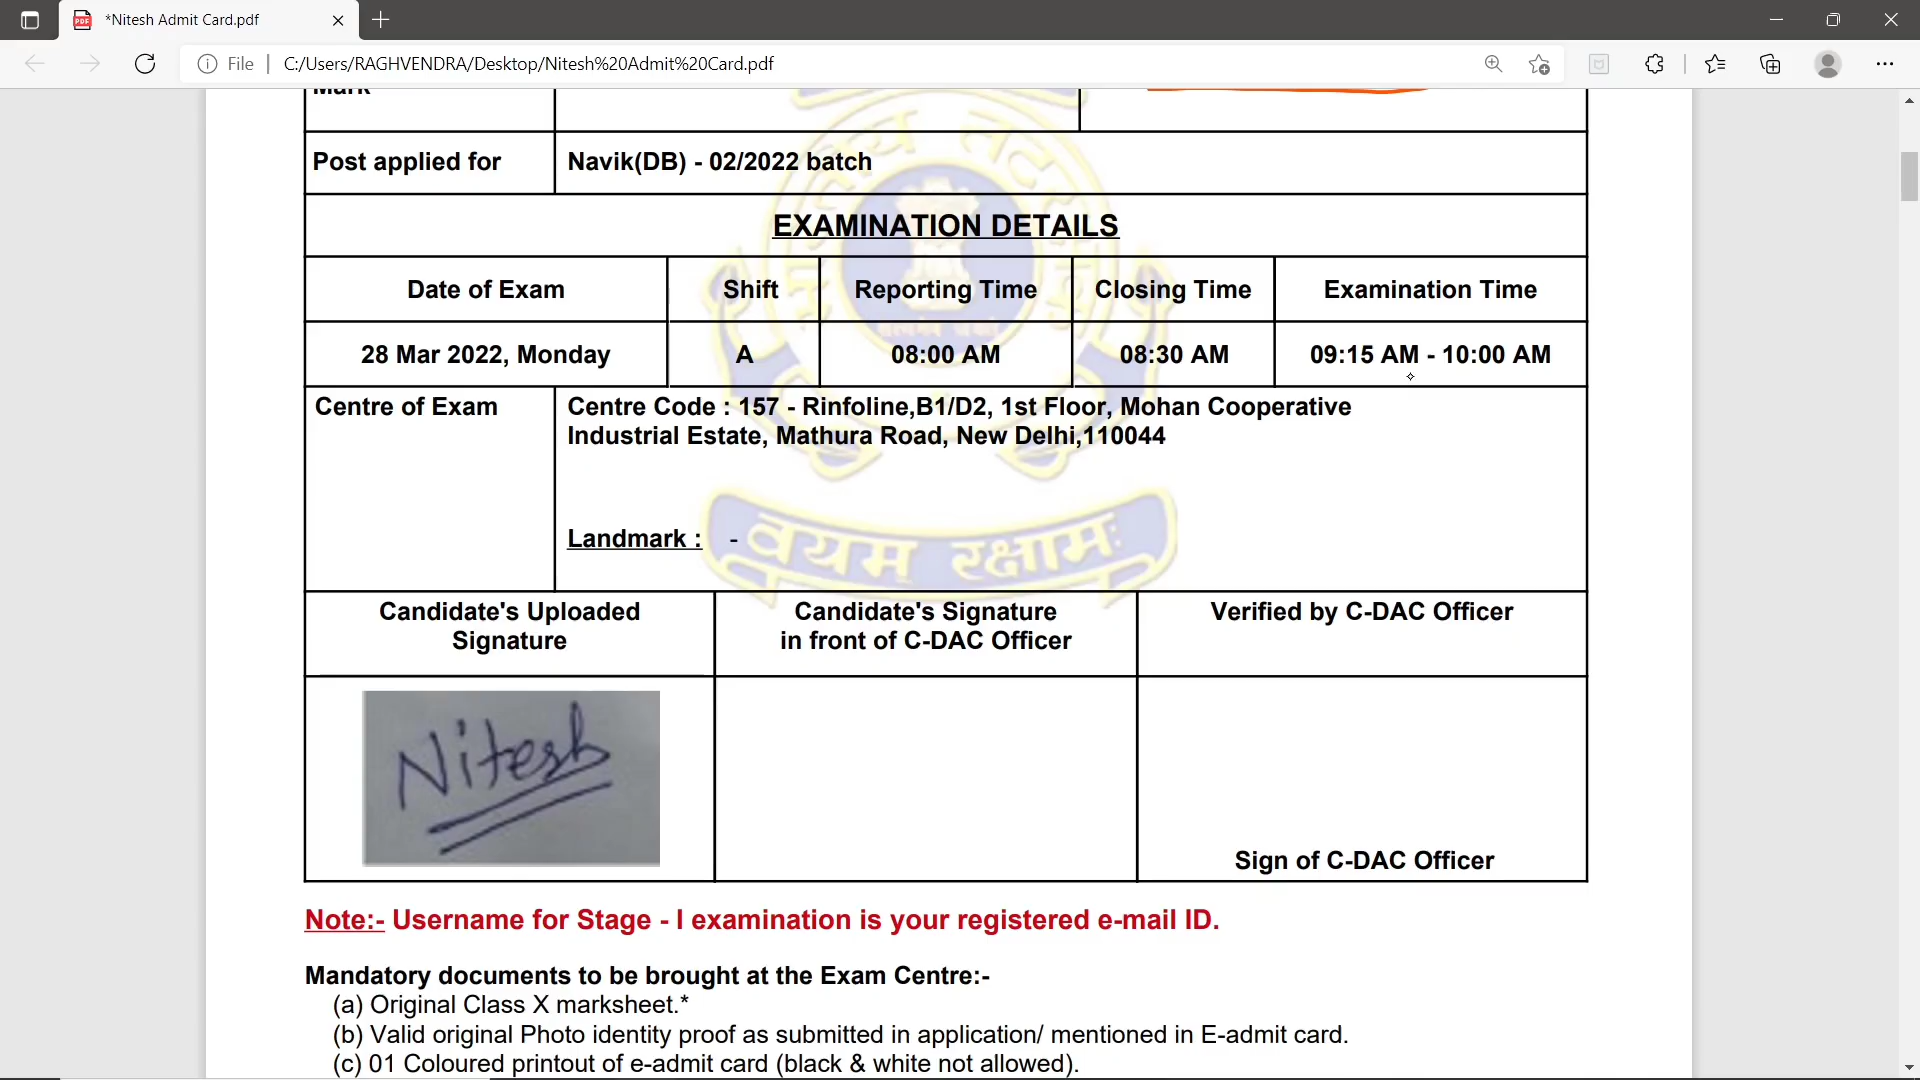 *Nitesh Admit Card.pdf
File
C:/Users/RAGHVENDRA/Desktop/Nitesh%20Admit%20Card.pdf
Mark
Post applied for
Navik(DB) - 02/2022 batch
EXAMINATION DETAILS
Date of Exam
Shift
Reporting Time
Closing Time
Examination Time
28 Mar 2022, Monday
A
08:00 AM
08:30 AM
09:15 AM - 10:00 AM
Centre of Exam
Centre Code : 157 - Rinfoline,B1/D2, 1st Floor, Mohan Cooperative
Industrial Estate, Mathura Road, New Delhi,110044
Landmark : -
वयम रक्षामः
Candidate's Uploaded
Signature
Candidate's Signature
in front of C-DAC Officer
Verified by C-DAC Officer
Nitesh
Sign of C-DAC Officer
Note:- Username for Stage - I examination is your registered e-mail ID.
Mandatory documents to be brought at the Exam Centre:-
(a) Original Class X marksheet.*
(b) Valid original Photo identity proof as submitted in application/ mentioned in E-admit card.
(c) 01 Coloured printout of e-admit card (black & white not allowed).